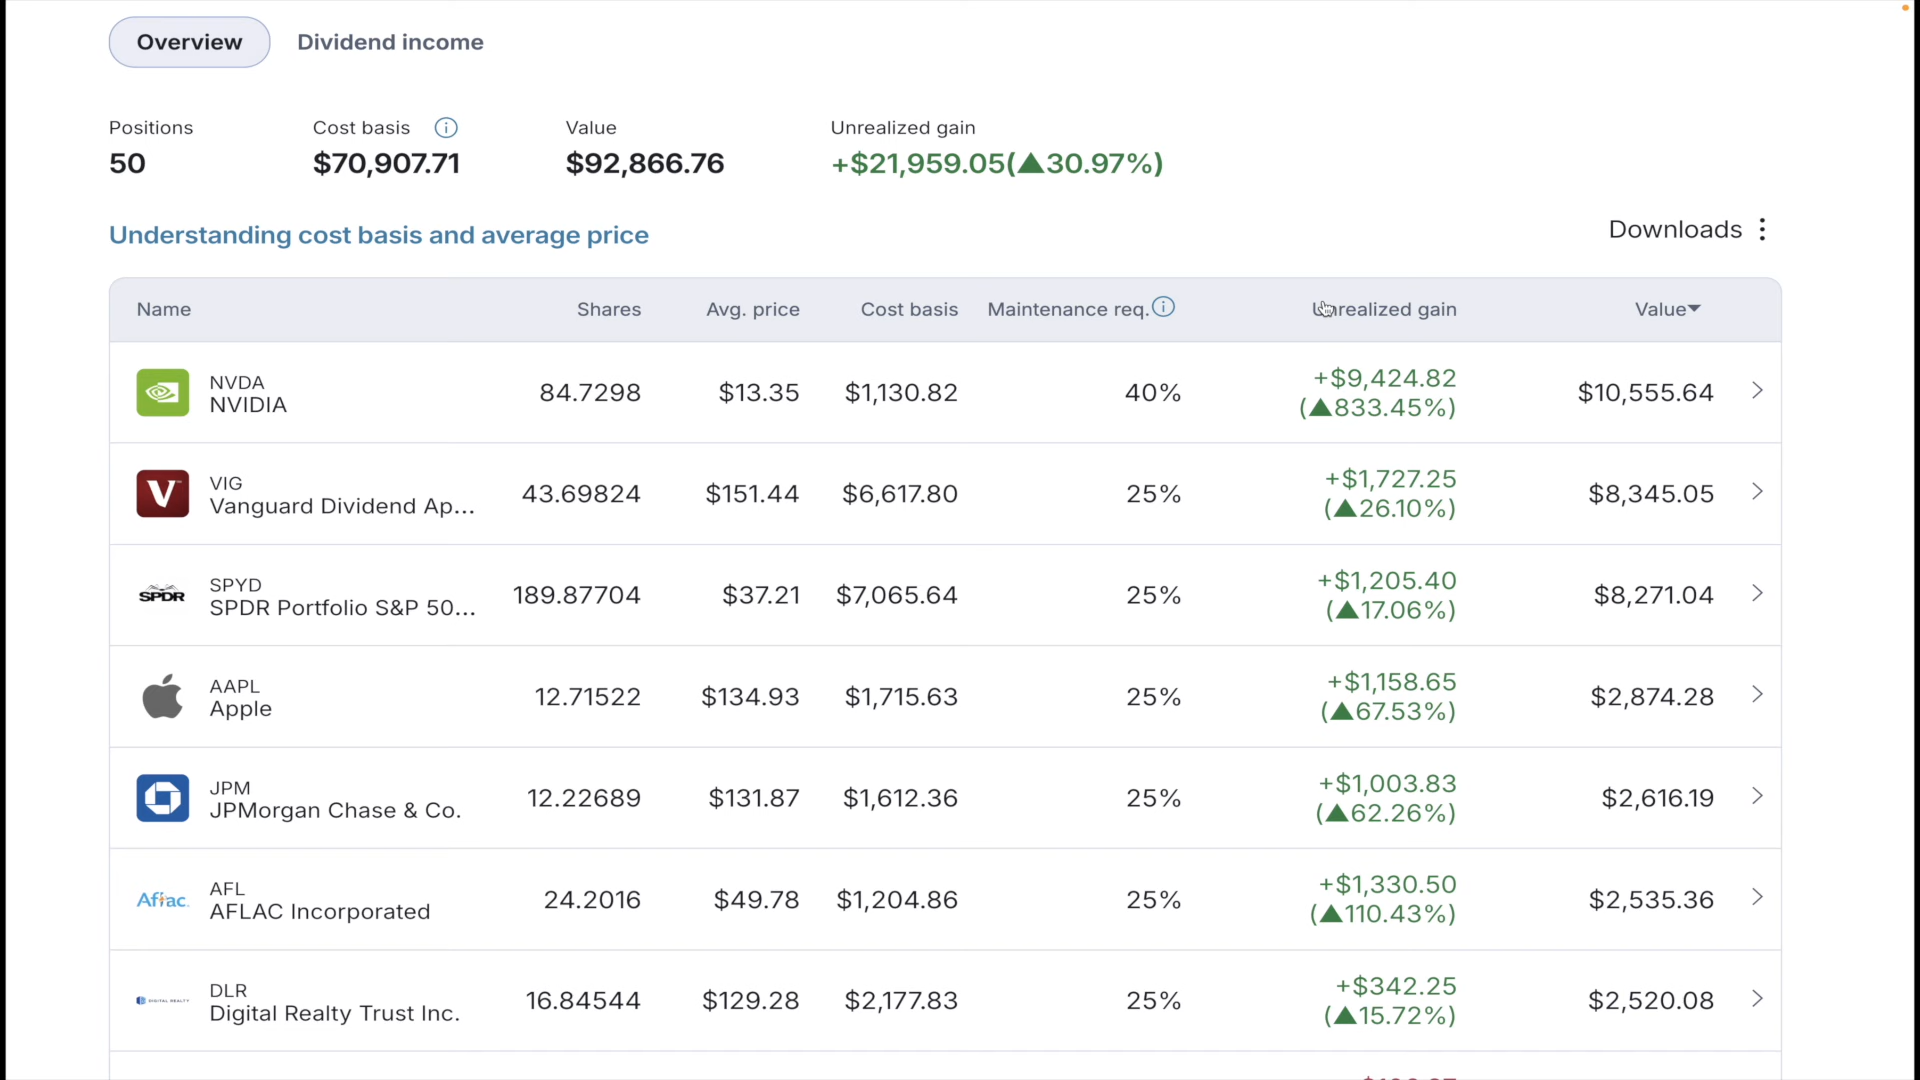 Overview Dividend income
Positions Cost basis Value Unrealized gain
50 $70,907.71 $92,866.76 +$21,959.05(▲30.97%)
Understanding cost basis and average price
Downloads
Name Shares Avg. price Cost basis Maintenance req. Unrealized gain Value
NVDA
NVIDIA
84.7298 $13.35 $1,130.82 40% +$9,424.82
(▲833.45%)
$10,555.64
VIG
Vanguard Dividend Ap...
43.69824 $151.44 $6,617.80 25% +$1,727.25
(▲26.10%)
$8,345.05
SPDR
SPYD
SPDR Portfolio S&P 50...
189.87704 $37.21 $7,065.64 25% +$1,205.40
(▲17.06%)
$8,271.04
AAPL
Apple
12.71522 $134.93 $1,715.63 25% +$1,158.65
(▲67.53%)
$2,874.28
JPM
JPMorgan Chase & Co.
12.22689 $131.87 $1,612.36 25% +$1,003.83
(▲62.26%)
$2,616.19
Aflac
AFL
AFLAC Incorporated
24.2016 $49.78 $1,204.86 25% +$1,330.50
(▲110.43%)
$2,535.36
DIGITAL REALTY
DLR
Digital Realty Trust Inc.
16.84544 $129.28 $2,177.83 25% +$342.25
(▲15.72%)
$2,520.08